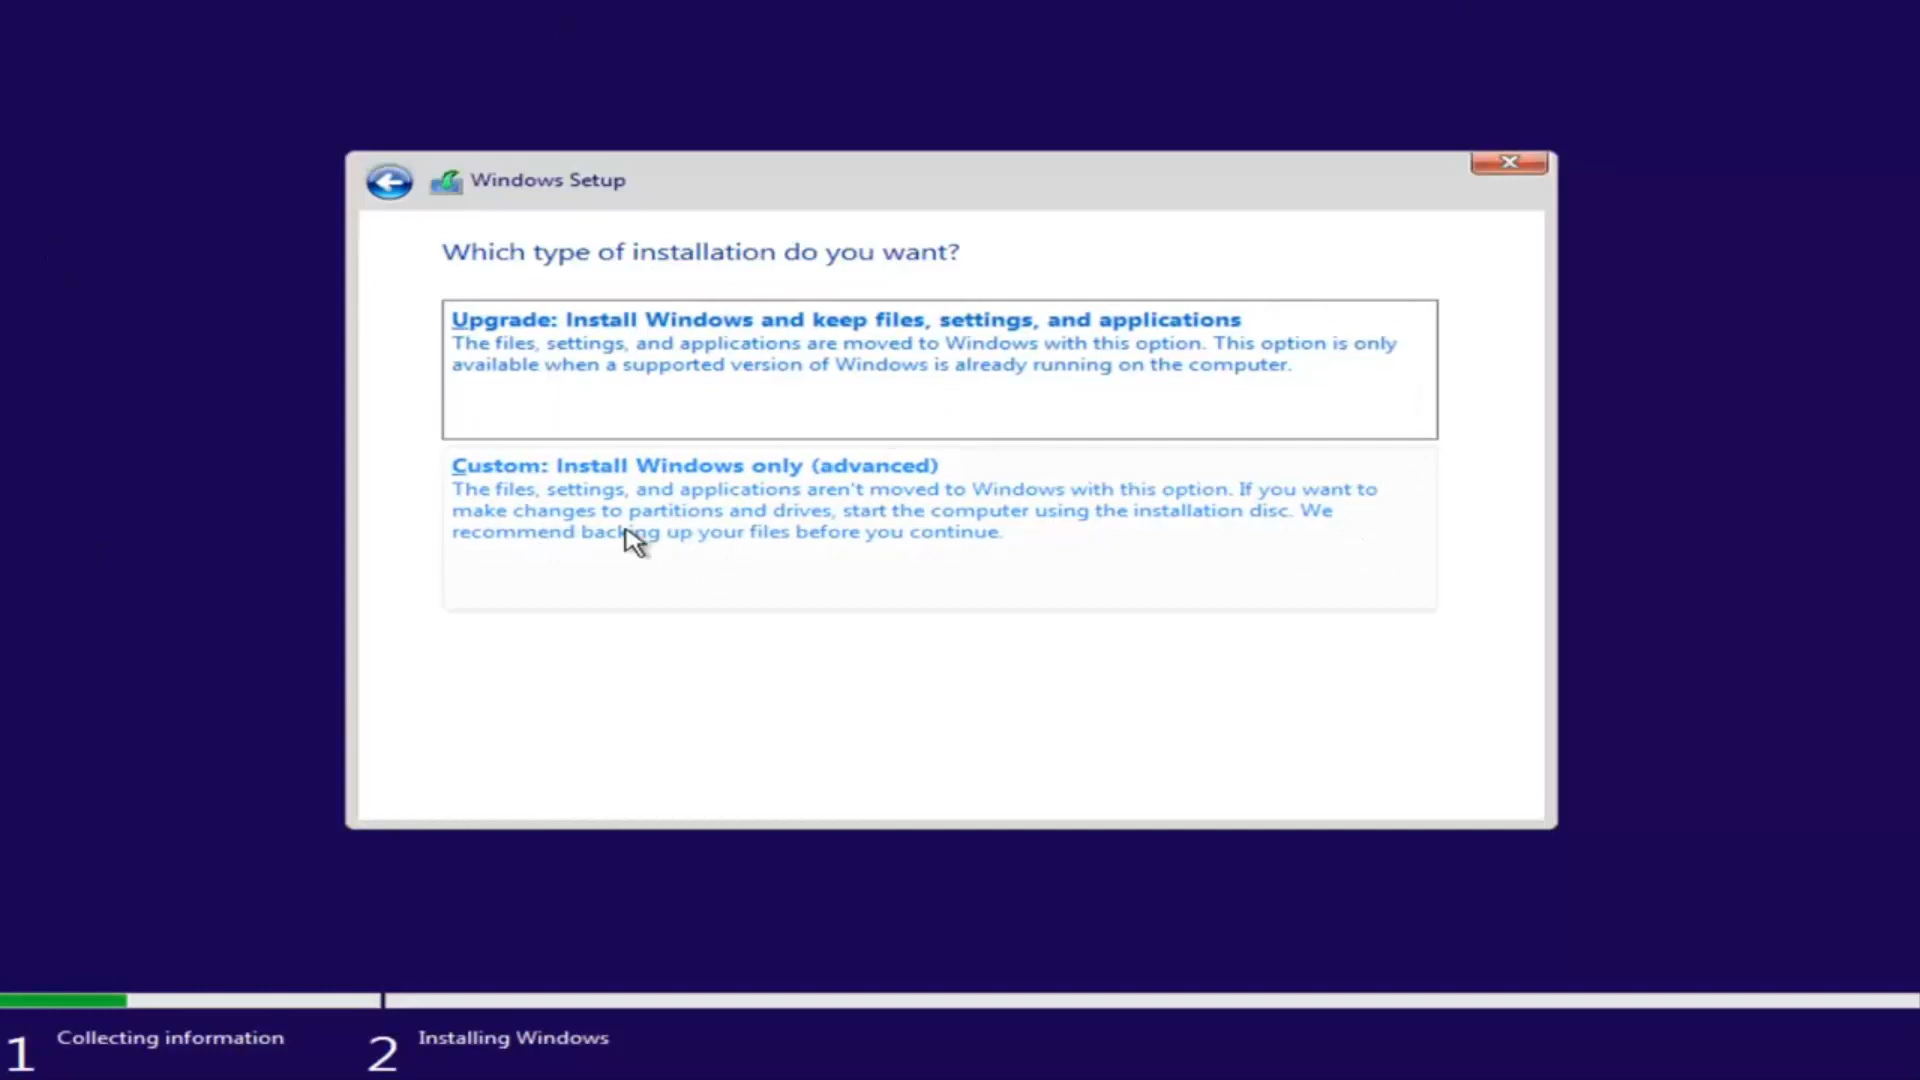 Windows Setup
Which type of installation do you want?
Upgrade: Install Windows and keep files, settings, and applications
The files, settings, and applications are moved to Windows with this option. This option is only
available when a supported version of Windows is already running on the computer.
Custom: Install Windows only (advanced)
The files, settings, and applications aren't moved to Windows with this option. If you want to
make changes to partitions and drives, start the computer using the installation disc. We
recommend backing up your files before you continue.
1 Collecting information
2 Installing Windows